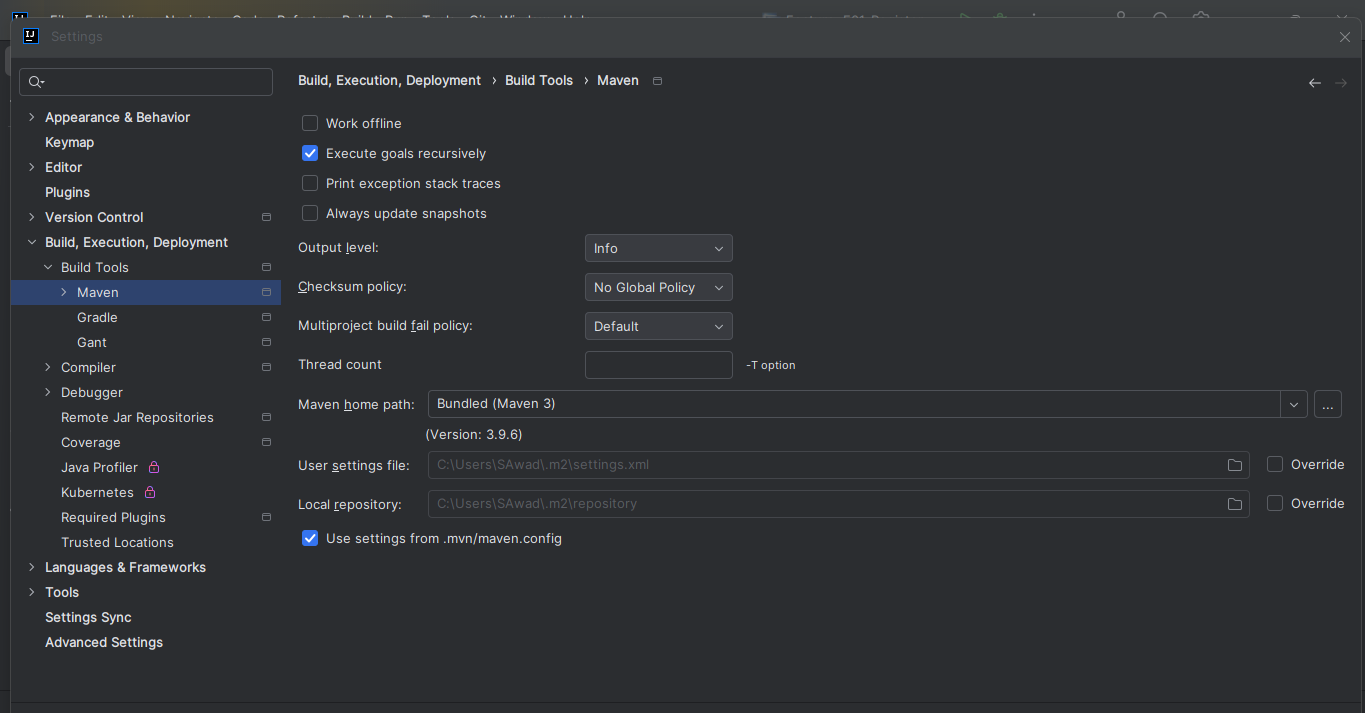 Settings
Build, Execution, Deployment › Build Tools › Maven
Appearance & Behavior
Keymap
Editor
Plugins
Version Control
Build, Execution, Deployment
Build Tools
Maven
Gradle
Gant
Compiler
Debugger
Remote Jar Repositories
Coverage
Java Profiler
Kubernetes
Required Plugins
Trusted Locations
Languages & Frameworks
Tools
Settings Sync
Advanced Settings
Work offline
Execute goals recursively
Print exception stack traces
Always update snapshots
Output level: Info
Checksum policy: No Global Policy
Multiproject build fail policy: Default
Thread count -T option
Maven home path: Bundled (Maven 3) ...
(Version: 3.9.6)
User settings file: C:\Users\SAwad\.m2\settings.xml Override
Local repository: C:\Users\SAwad\.m2\repository Override
Use settings from .mvn/maven.config